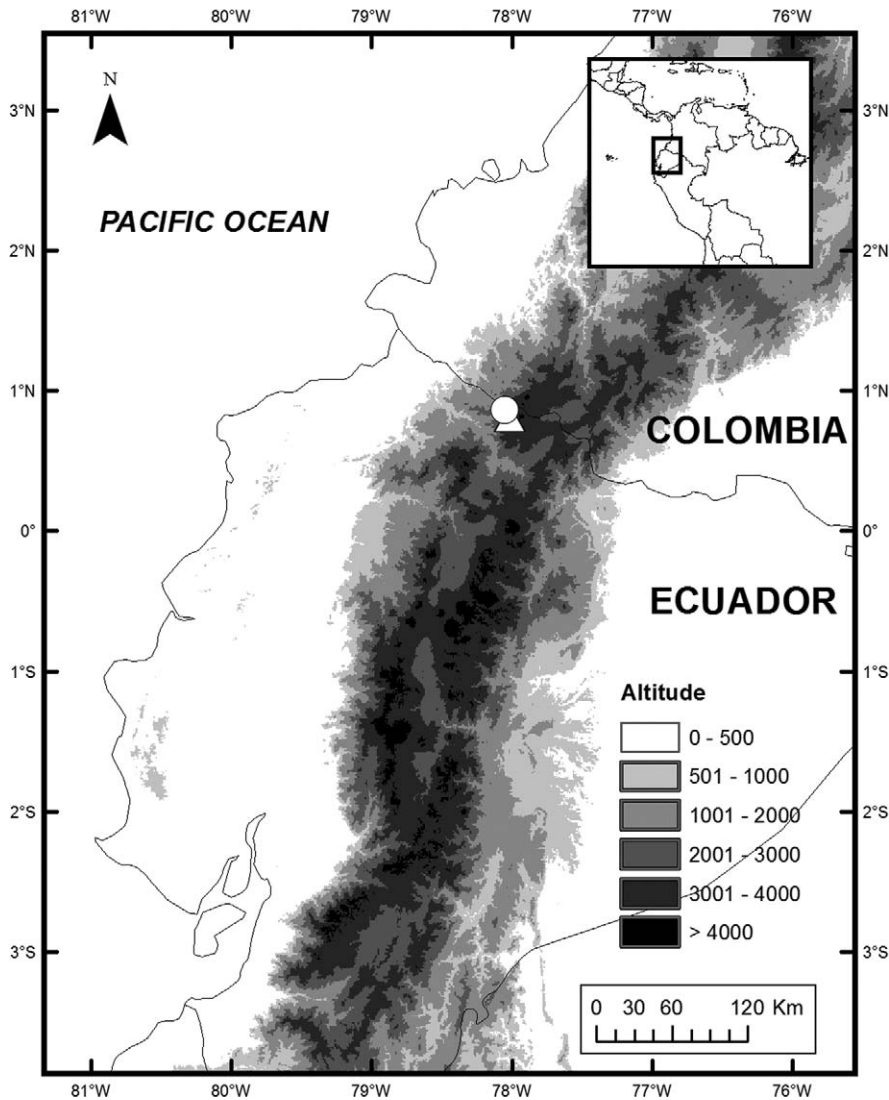 81°W 80°W 79°W 78°W 77°W 76°W
N
3°N 3°N
PACIFIC OCEAN
2°N 2°N
1°N 1°N
COLOMBIA
0° 0°
ECUADOR
1°S 1°S
Altitude
0 - 500
501 - 1000
1001 - 2000
2°S 2°S
2001 - 3000
3001 - 4000
> 4000
3°S 3°S
0 30 60 120 Km
81°W 80°W 79°W 78°W 77°W 76°W